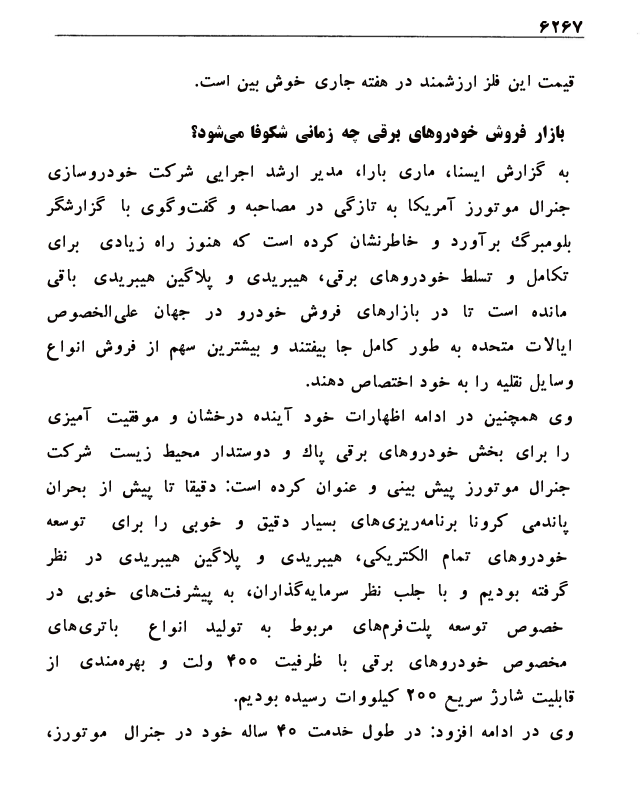 ۶۲۶۷
قیمت این فلز ارزشمند در هفته جاری خوش بین است.
بازار فروش خودروهای برقی چه زمانی شکوفا می‌شود؟
به گزارش ایسنا، ماری بارا، مدیر ارشد اجرایی شرکت خودروسازی
جنرال موتورز آمریکا به تازگی در مصاحبه و گفت‌وگوی با گزارشگر
بلومبرگ برآورد و خاطرنشان کرده است که هنوز راه زیادی برای
تکامل و تسلط خودروهای برقی، هیبریدی و پلاگین هیبریدی باقی
مانده است تا در بازارهای فروش خودرو در جهان علی‌الخصوص
ایالات متحده به طور کامل جا بیفتند و بیشترین سهم از فروش انواع
وسایل نقلیه را به خود اختصاص دهند.
وی همچنین در ادامه اظهارات خود آینده درخشان و موفقیت آمیزی
را برای بخش خودروهای برقی پاک و دوستدار محیط زیست شرکت
جنرال موتورز پیش بینی و عنوان کرده است: دقیقا تا پیش از بحران
پاندمی کرونا برنامه‌ریزی‌های بسیار دقیق و خوبی را برای توسعه
خودروهای تمام الکتریکی، هیبریدی و پلاگین هیبریدی در نظر
گرفته بودیم و با جلب نظر سرمایه‌گذاران، به پیشرفت‌های خوبی در
خصوص توسعه پلت‌فرم‌های مربوط به تولید انواع باتری‌های
مخصوص خودروهای برقی با ظرفیت ۴۰۰ ولت و بهره‌مندی از
قابلیت شارژ سریع ۲۰۰ کیلووات رسیده بودیم.
وی در ادامه افزود: در طول خدمت ۴۰ ساله خود در جنرال موتورز،